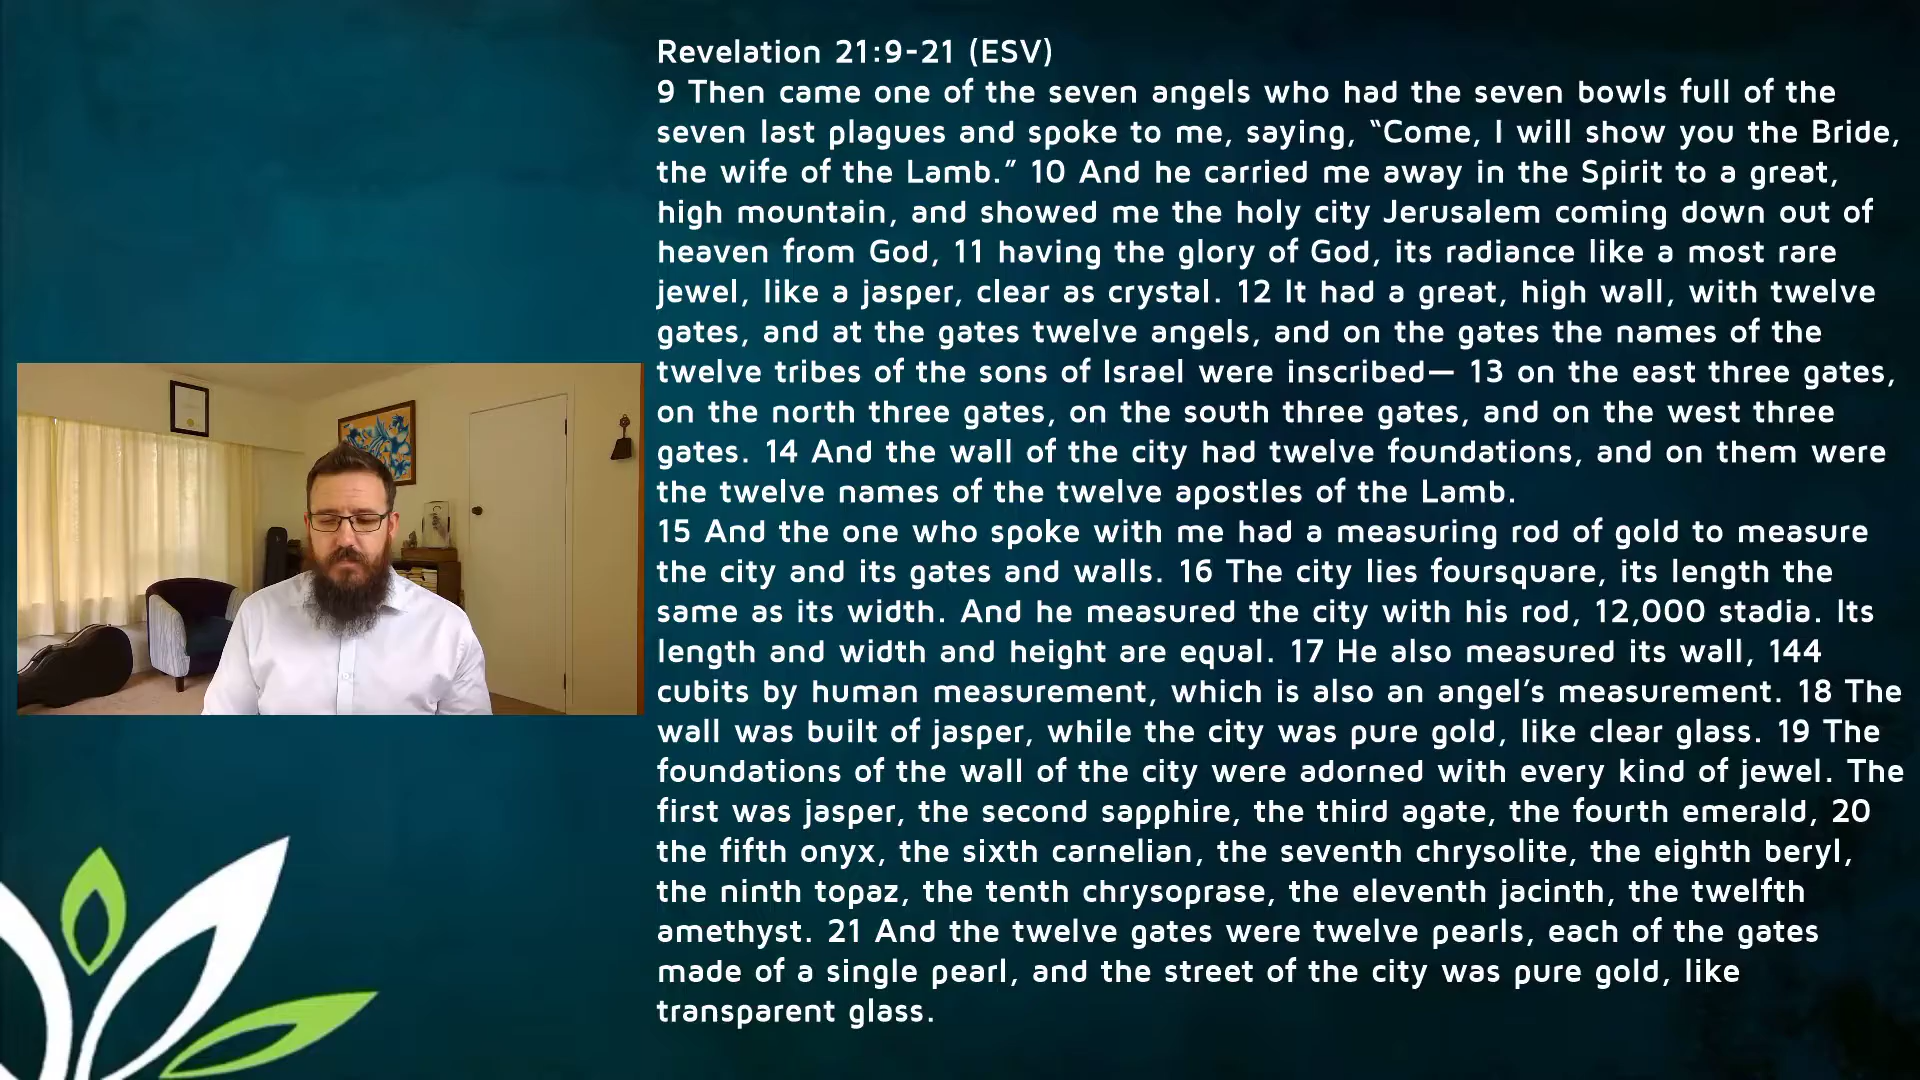 Revelation 21:9-21 (ESV)
9 Then came one of the seven angels who had the seven bowls full of the
seven last plagues and spoke to me, saying, “Come, I will show you the Bride,
the wife of the Lamb.” 10 And he carried me away in the Spirit to a great,
high mountain, and showed me the holy city Jerusalem coming down out of
heaven from God, 11 having the glory of God, its radiance like a most rare
jewel, like a jasper, clear as crystal. 12 It had a great, high wall, with twelve
gates, and at the gates twelve angels, and on the gates the names of the
twelve tribes of the sons of Israel were inscribed— 13 on the east three gates,
on the north three gates, on the south three gates, and on the west three
gates. 14 And the wall of the city had twelve foundations, and on them were
the twelve names of the twelve apostles of the Lamb.
15 And the one who spoke with me had a measuring rod of gold to measure
the city and its gates and walls. 16 The city lies foursquare, its length the
same as its width. And he measured the city with his rod, 12,000 stadia. Its
length and width and height are equal. 17 He also measured its wall, 144
cubits by human measurement, which is also an angel’s measurement. 18 The
wall was built of jasper, while the city was pure gold, like clear glass. 19 The
foundations of the wall of the city were adorned with every kind of jewel. The
first was jasper, the second sapphire, the third agate, the fourth emerald, 20
the fifth onyx, the sixth carnelian, the seventh chrysolite, the eighth beryl,
the ninth topaz, the tenth chrysoprase, the eleventh jacinth, the twelfth
amethyst. 21 And the twelve gates were twelve pearls, each of the gates
made of a single pearl, and the street of the city was pure gold, like
transparent glass.